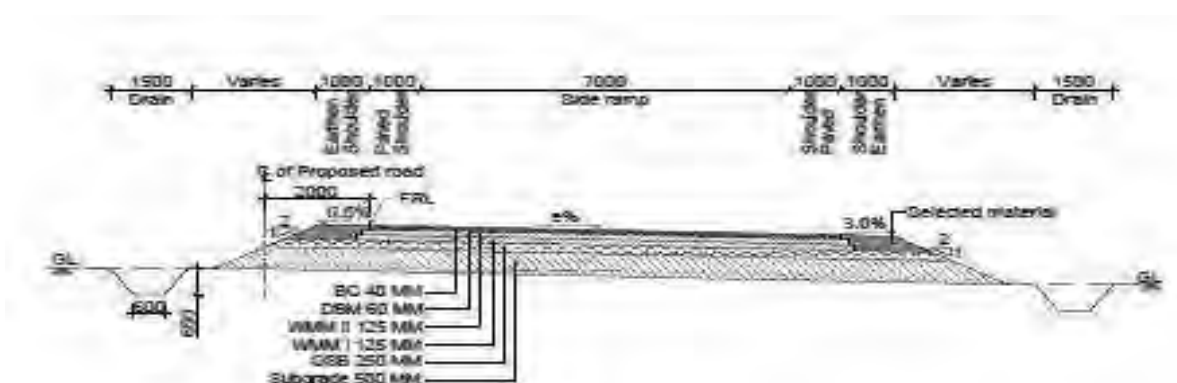 1500 Varies 1000 1000 7000 1000 1000 Varies 1500
Drain Side ramp Drain
Earthen Shoulder
Paved Shoulder
Shoulder Paved
Shoulder Earthen
of Proposed road
2000
FRL
e%
3.0%
Selected material
2
1
GL
GL
600
BC 40 MM
DBM 60 MM
WMM II 125 MM
WMM I 125 MM
GSB 250 MM
Subgrade 500 MM